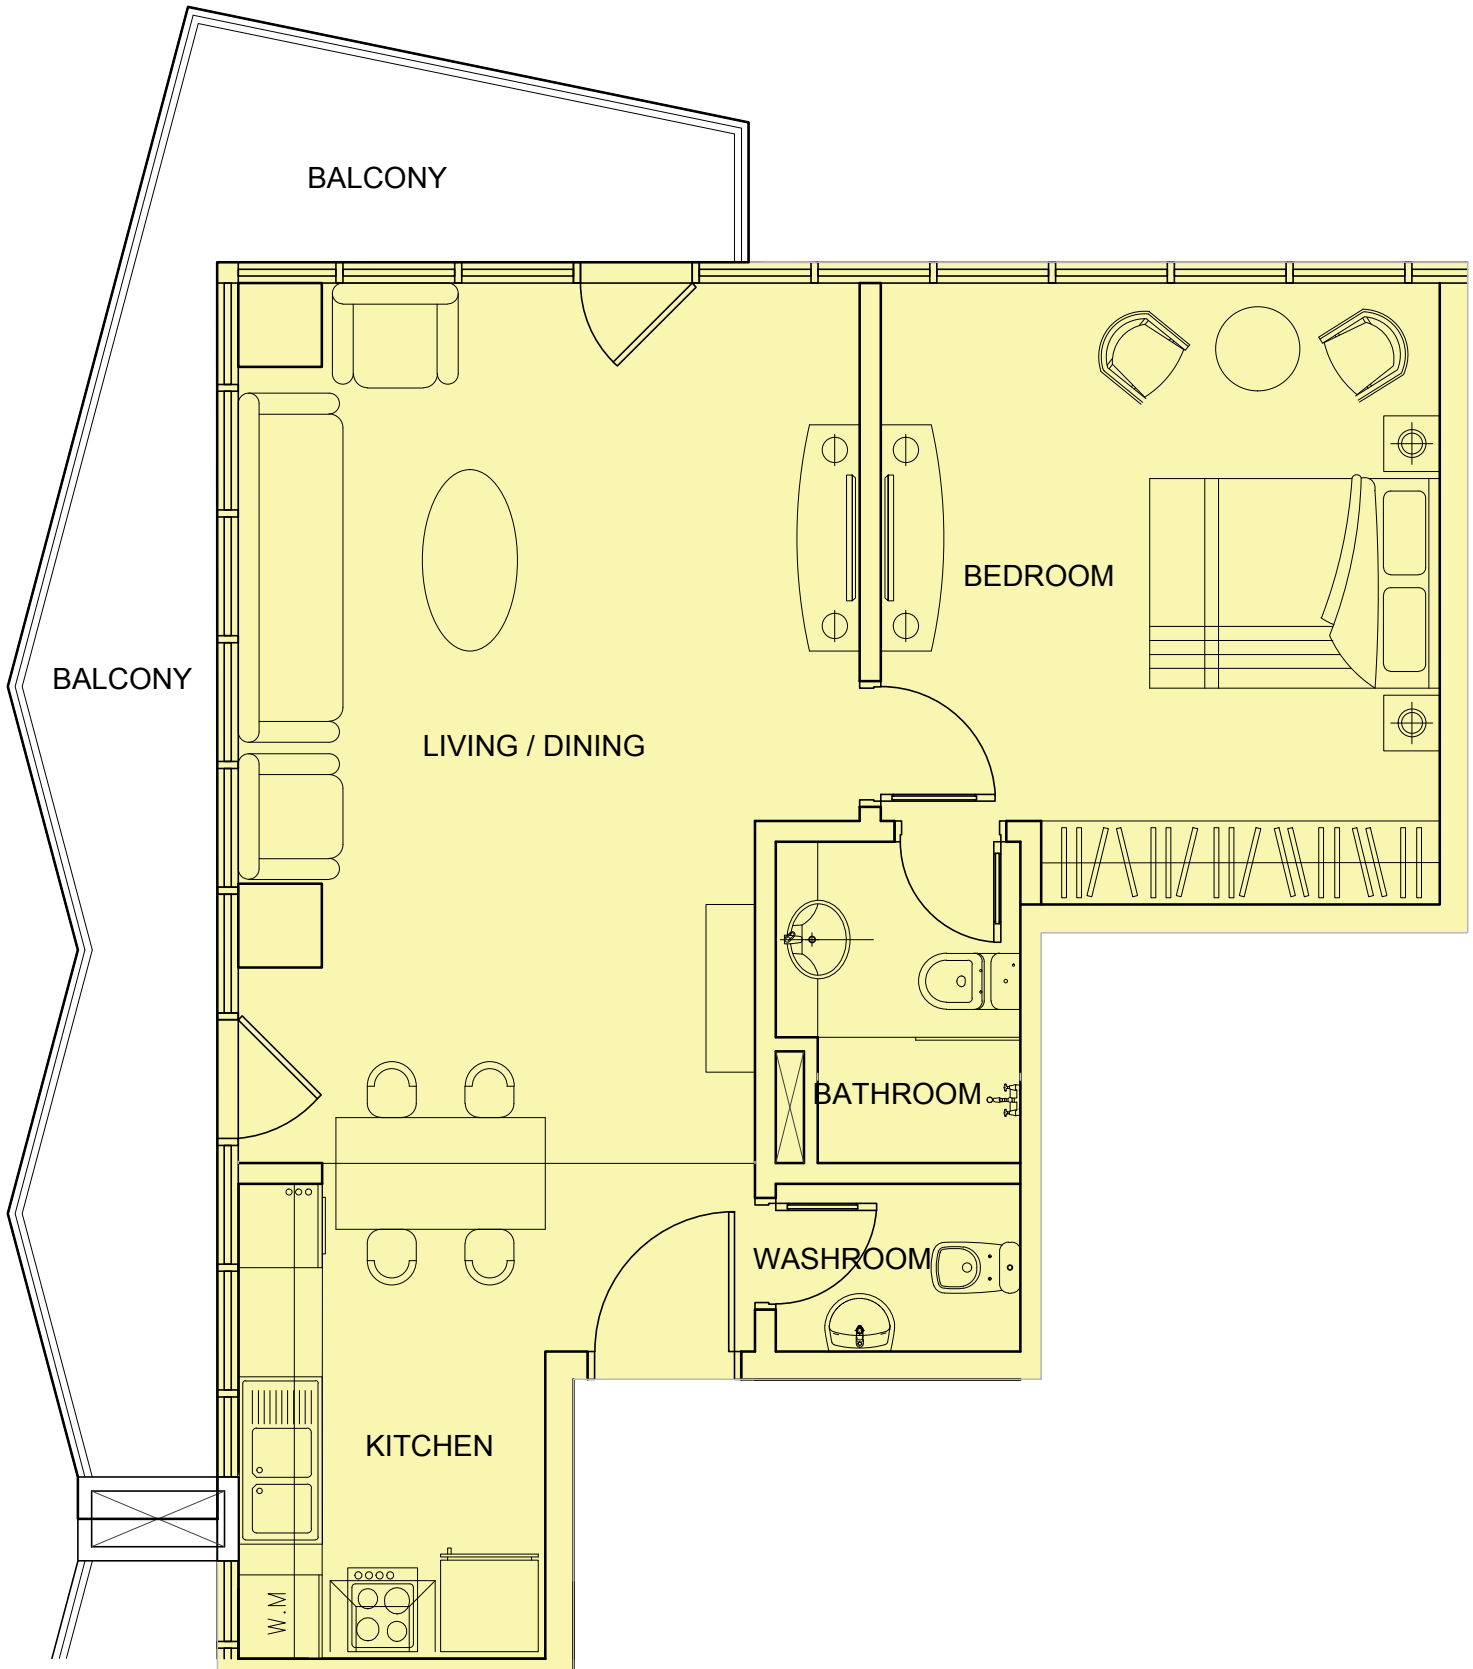 BALCONY
BEDROOM
BALCONY
LIVING / DINING
BATHROOM
WASHROOM
KITCHEN
W.M